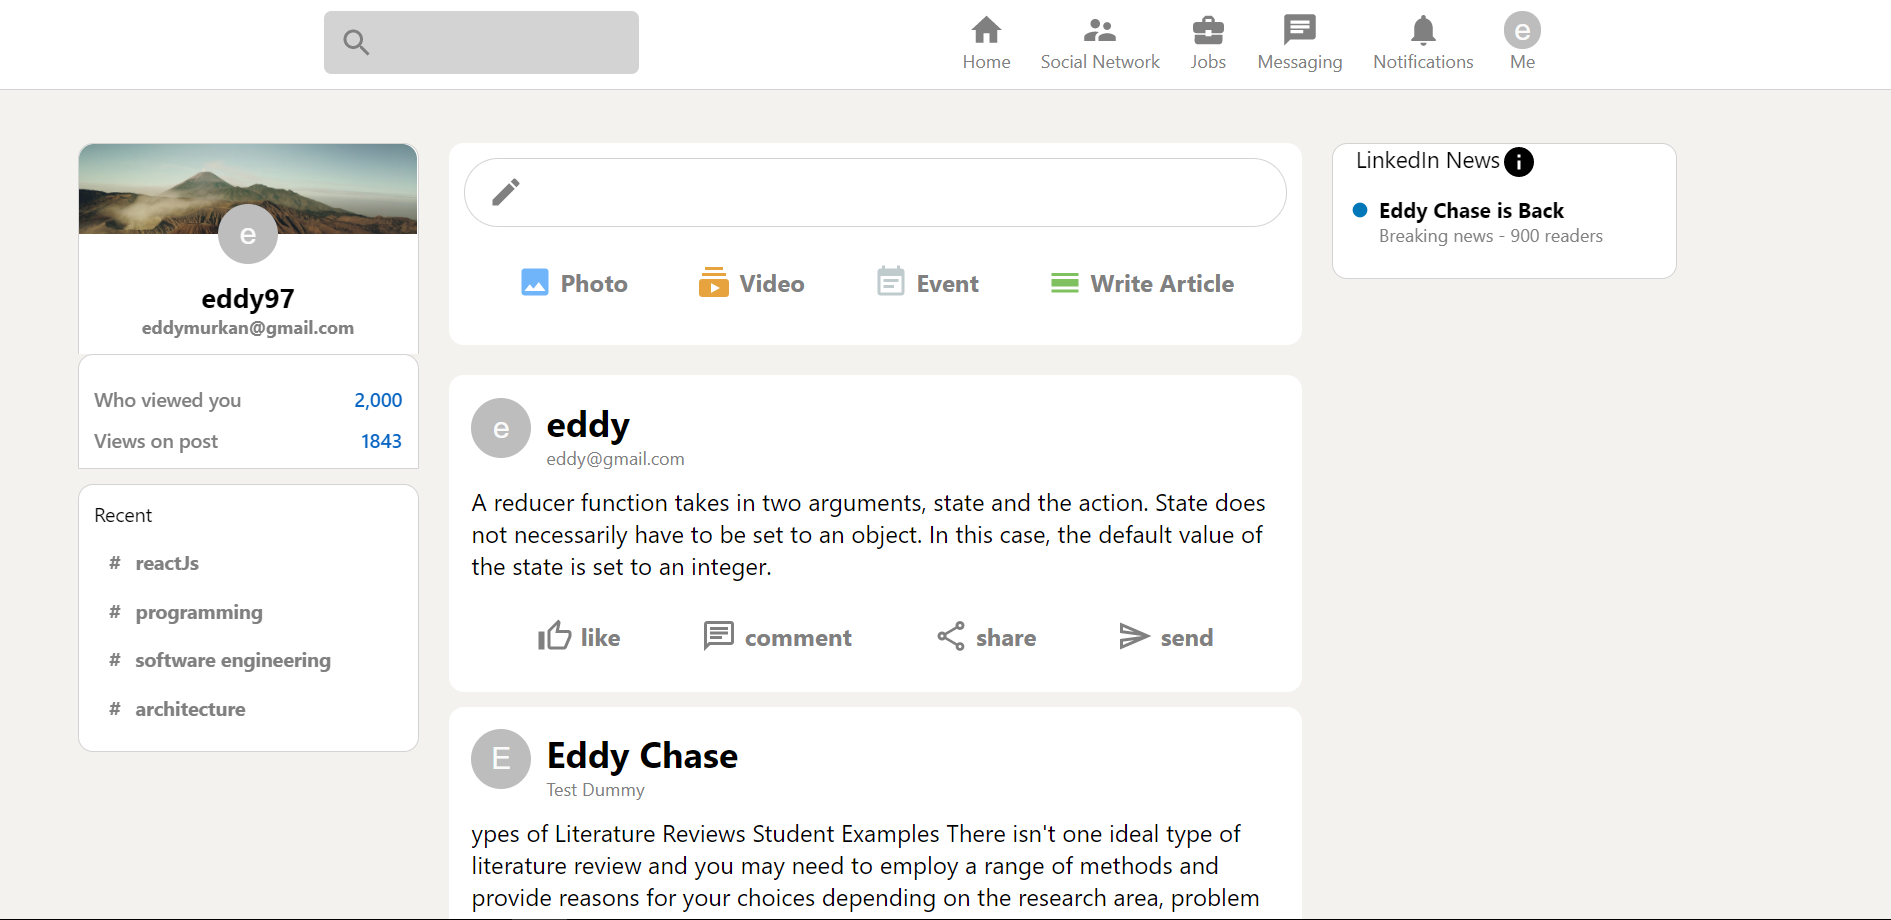 Home
Social Network
Jobs
Messaging
Notifications
e
Me
e
eddy97
eddymurkan@gmail.com
Who viewed you 2,000
Views on post 1843
Recent
# reactJs
# programming
# software engineering
# architecture
Photo
Video
Event
Write Article
e
eddy
eddy@gmail.com
A reducer function takes in two arguments, state and the action. State does
not necessarily have to be set to an object. In this case, the default value of
the state is set to an integer.
like
comment
share
send
E
Eddy Chase
Test Dummy
ypes of Literature Reviews Student Examples There isn't one ideal type of
literature review and you may need to employ a range of methods and
provide reasons for your choices depending on the research area, problem
LinkedIn News
Eddy Chase is Back
Breaking news - 900 readers